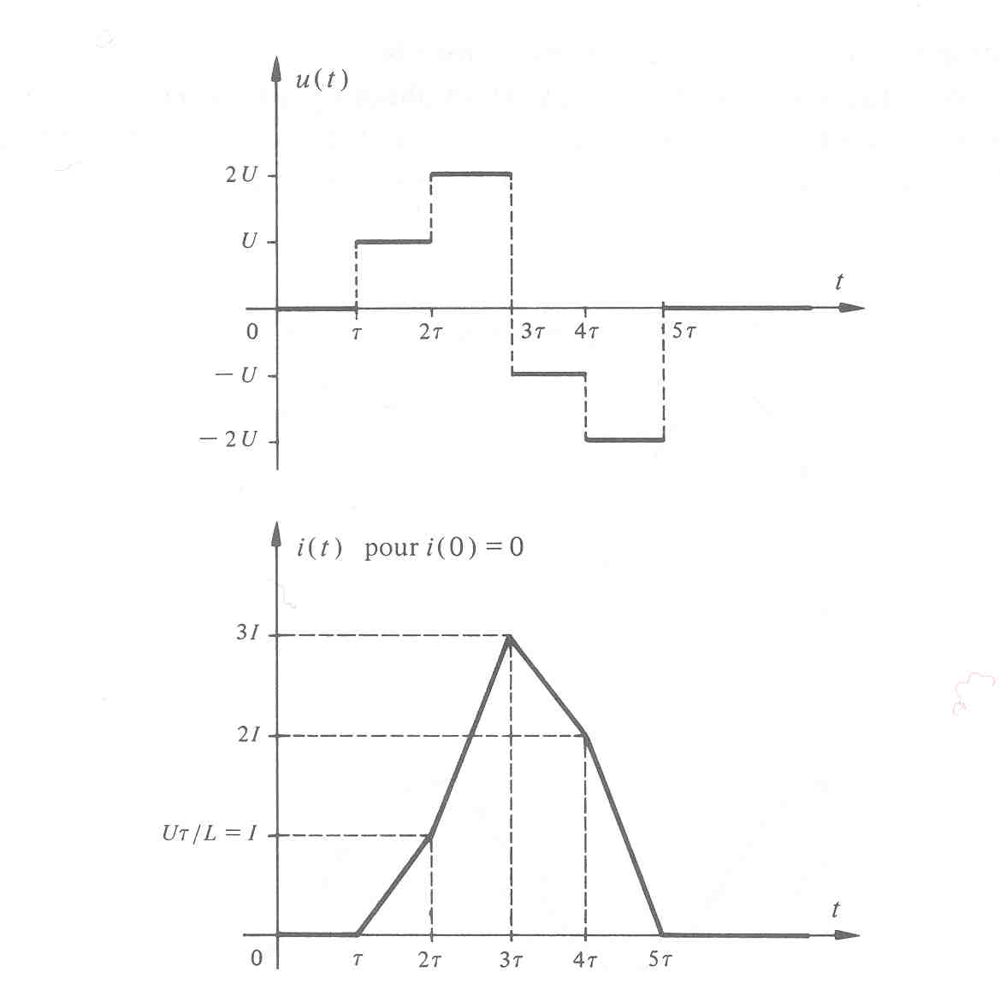 u(t)
2U
U
t
0 τ 2τ 3τ 4τ 5τ
− U
− 2U
i(t) pour i(0) = 0
3I
2I
Uτ/L = I
t
0 τ 2τ 3τ 4τ 5τ